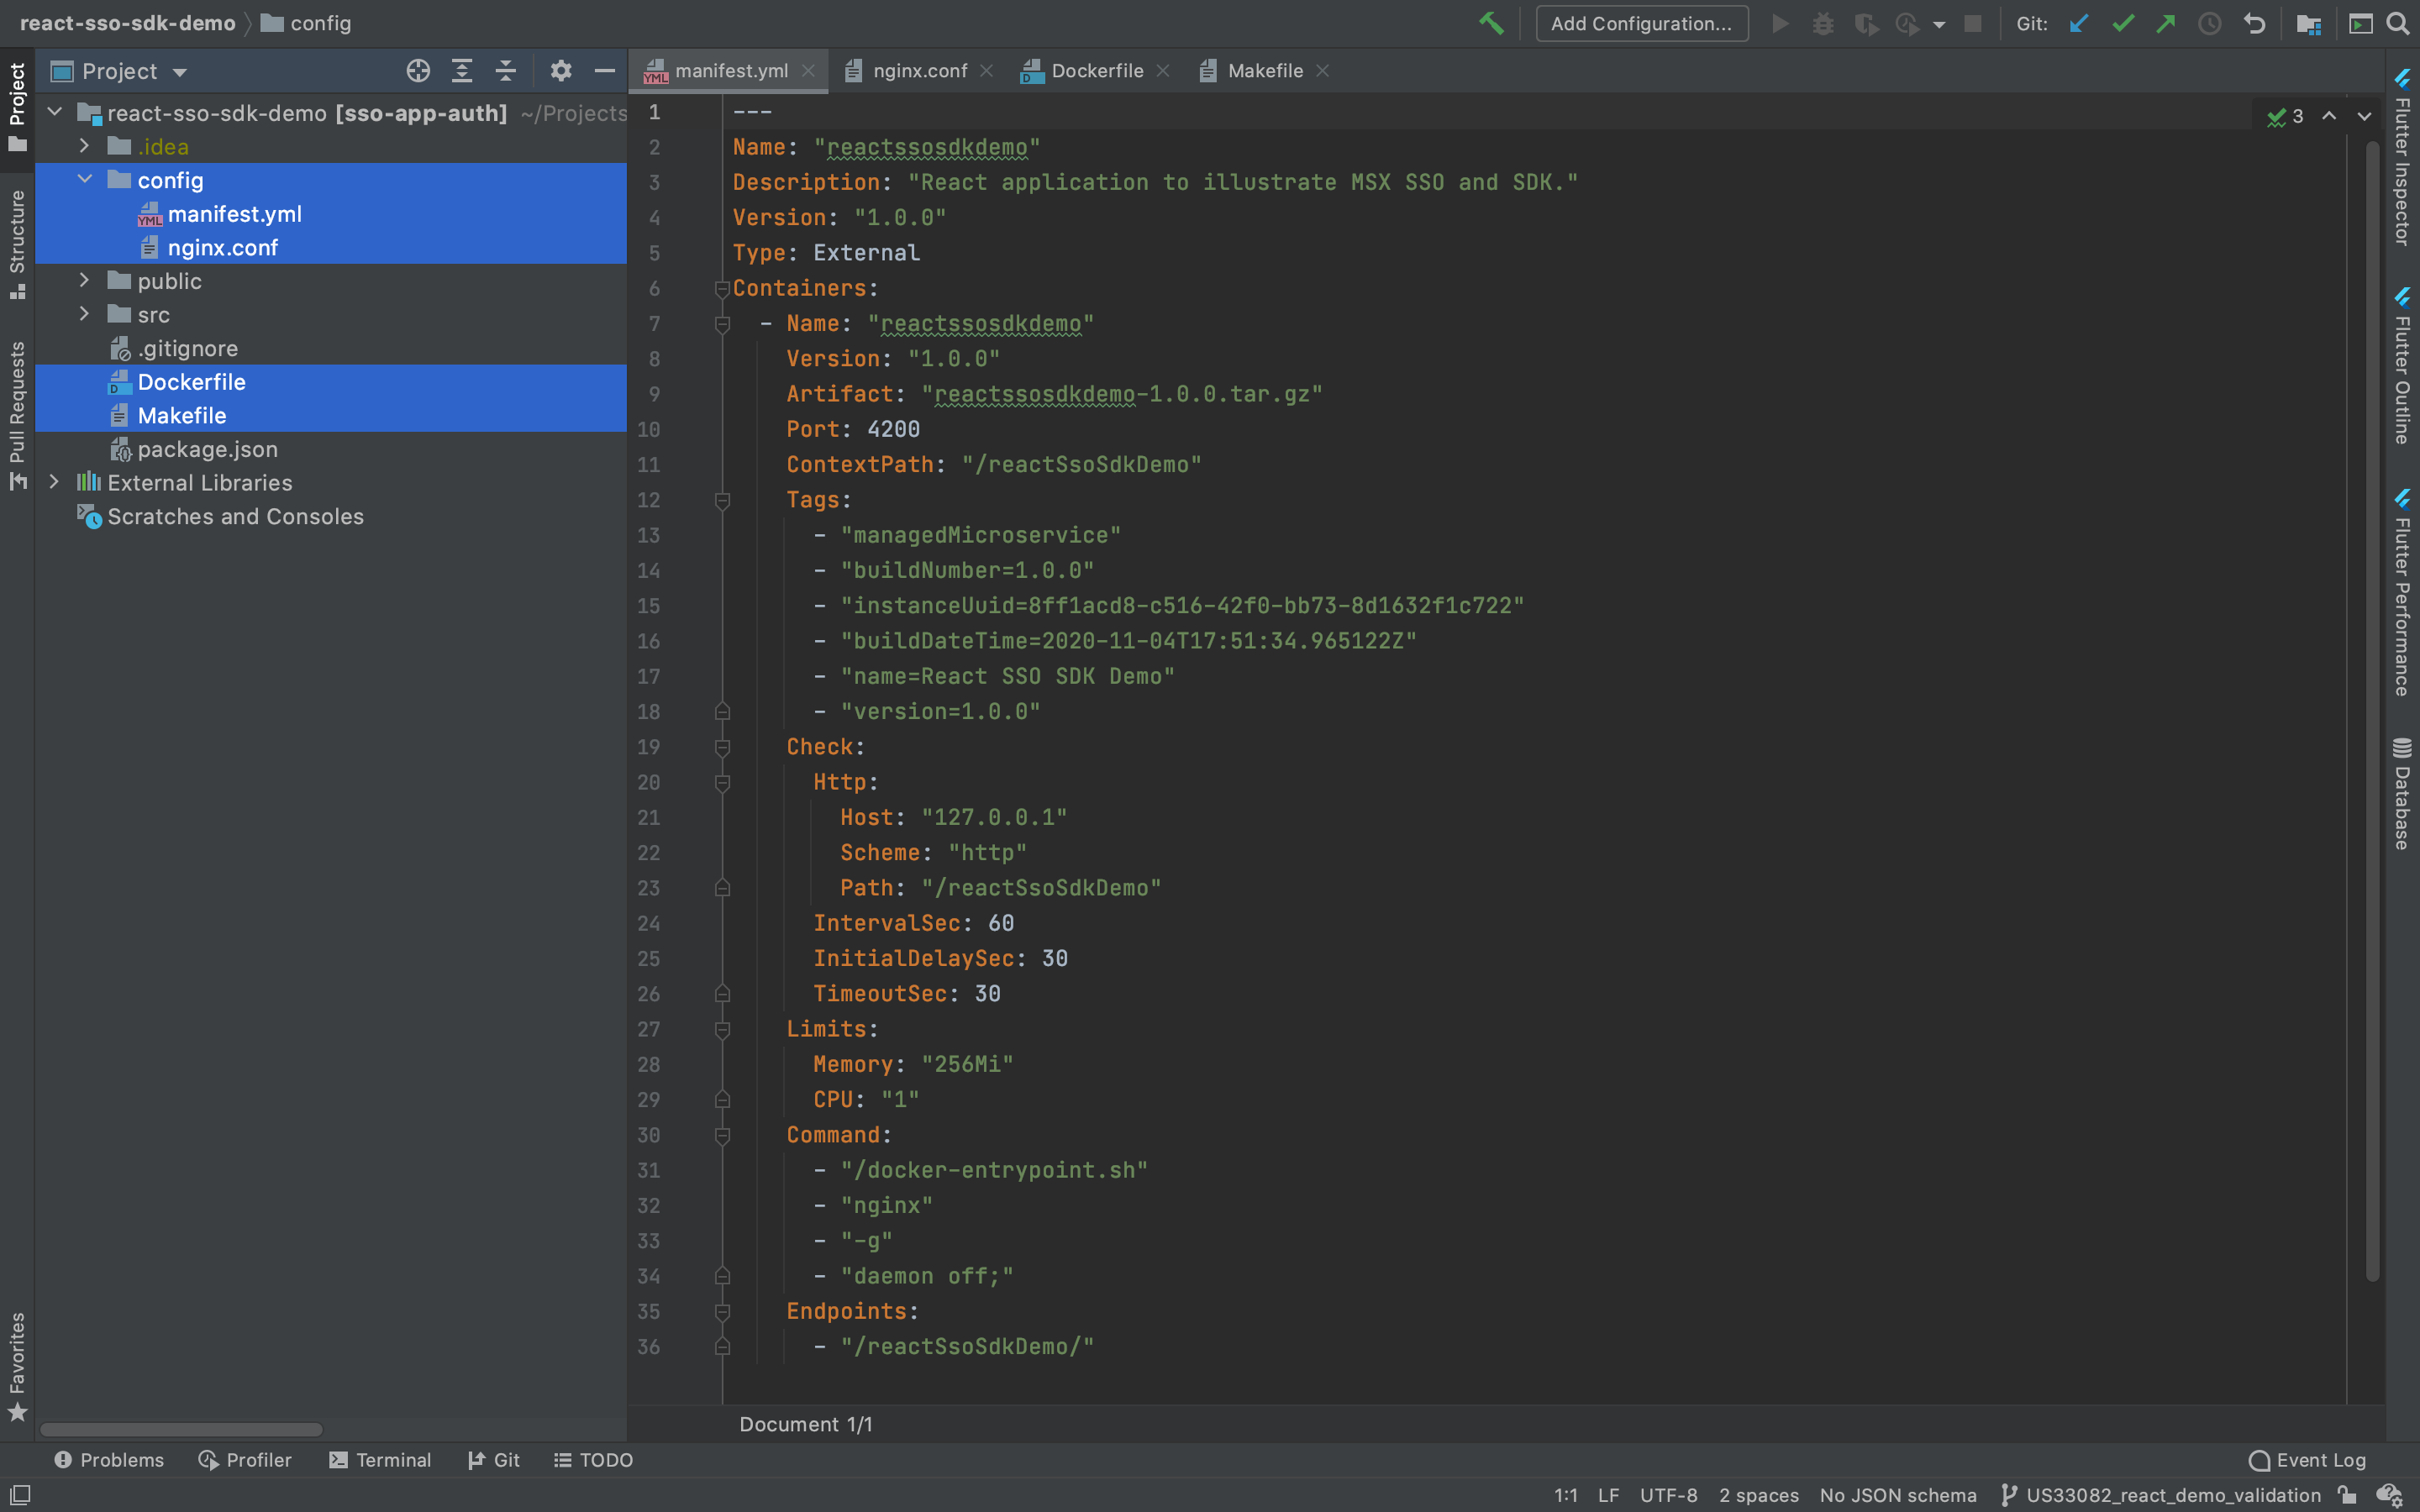 react-sso-sdk-demo config
Add Configuration...
Git:
Project
manifest.yml
nginx.conf
Dockerfile
Makefile
Project
Structure
Pull Requests
Favorites
react-sso-sdk-demo [sso-app-auth] ~/Projects
.idea
config
YML manifest.yml
nginx.conf
public
src
.gitignore
D Dockerfile
Makefile
package.json
External Libraries
Scratches and Consoles
1 ---
2 Name: "reactssosdkdemo"
3 Description: "React application to illustrate MSX SSO and SDK."
4 Version: "1.0.0"
5 Type: External
6 Containers:
7   - Name: "reactssosdkdemo"
8     Version: "1.0.0"
9     Artifact: "reactssosdkdemo-1.0.0.tar.gz"
10     Port: 4200
11     ContextPath: "/reactSsoSdkDemo"
12     Tags:
13       - "managedMicroservice"
14       - "buildNumber=1.0.0"
15       - "instanceUuid=8ff1acd8-c516-42f0-bb73-8d1632f1c722"
16       - "buildDateTime=2020-11-04T17:51:34.965122Z"
17       - "name=React SSO SDK Demo"
18       - "version=1.0.0"
19     Check:
20       Http:
21         Host: "127.0.0.1"
22         Scheme: "http"
23         Path: "/reactSsoSdkDemo"
24       IntervalSec: 60
25       InitialDelaySec: 30
26       TimeoutSec: 30
27     Limits:
28       Memory: "256Mi"
29       CPU: "1"
30     Command:
31       - "/docker-entrypoint.sh"
32       - "nginx"
33       - "-g"
34       - "daemon off;"
35     Endpoints:
36       - "/reactSsoSdkDemo/"
3
Document 1/1
Flutter Inspector
Flutter Outline
Flutter Performance
Database
Problems
Profiler
Terminal
Git
TODO
Event Log
1:1 LF UTF-8 2 spaces No JSON schema US33082_react_demo_validation